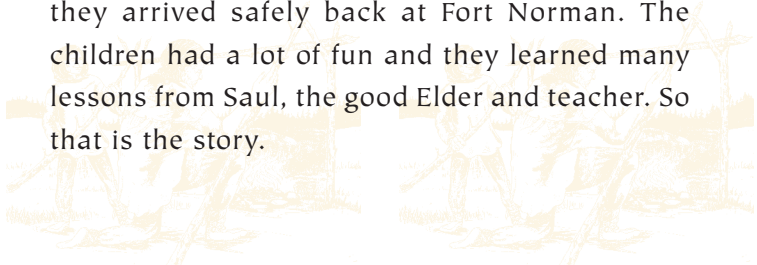 they arrived safely back at Fort Norman. The
children had a lot of fun and they learned many
lessons from Saul, the good Elder and teacher. So
that is the story.